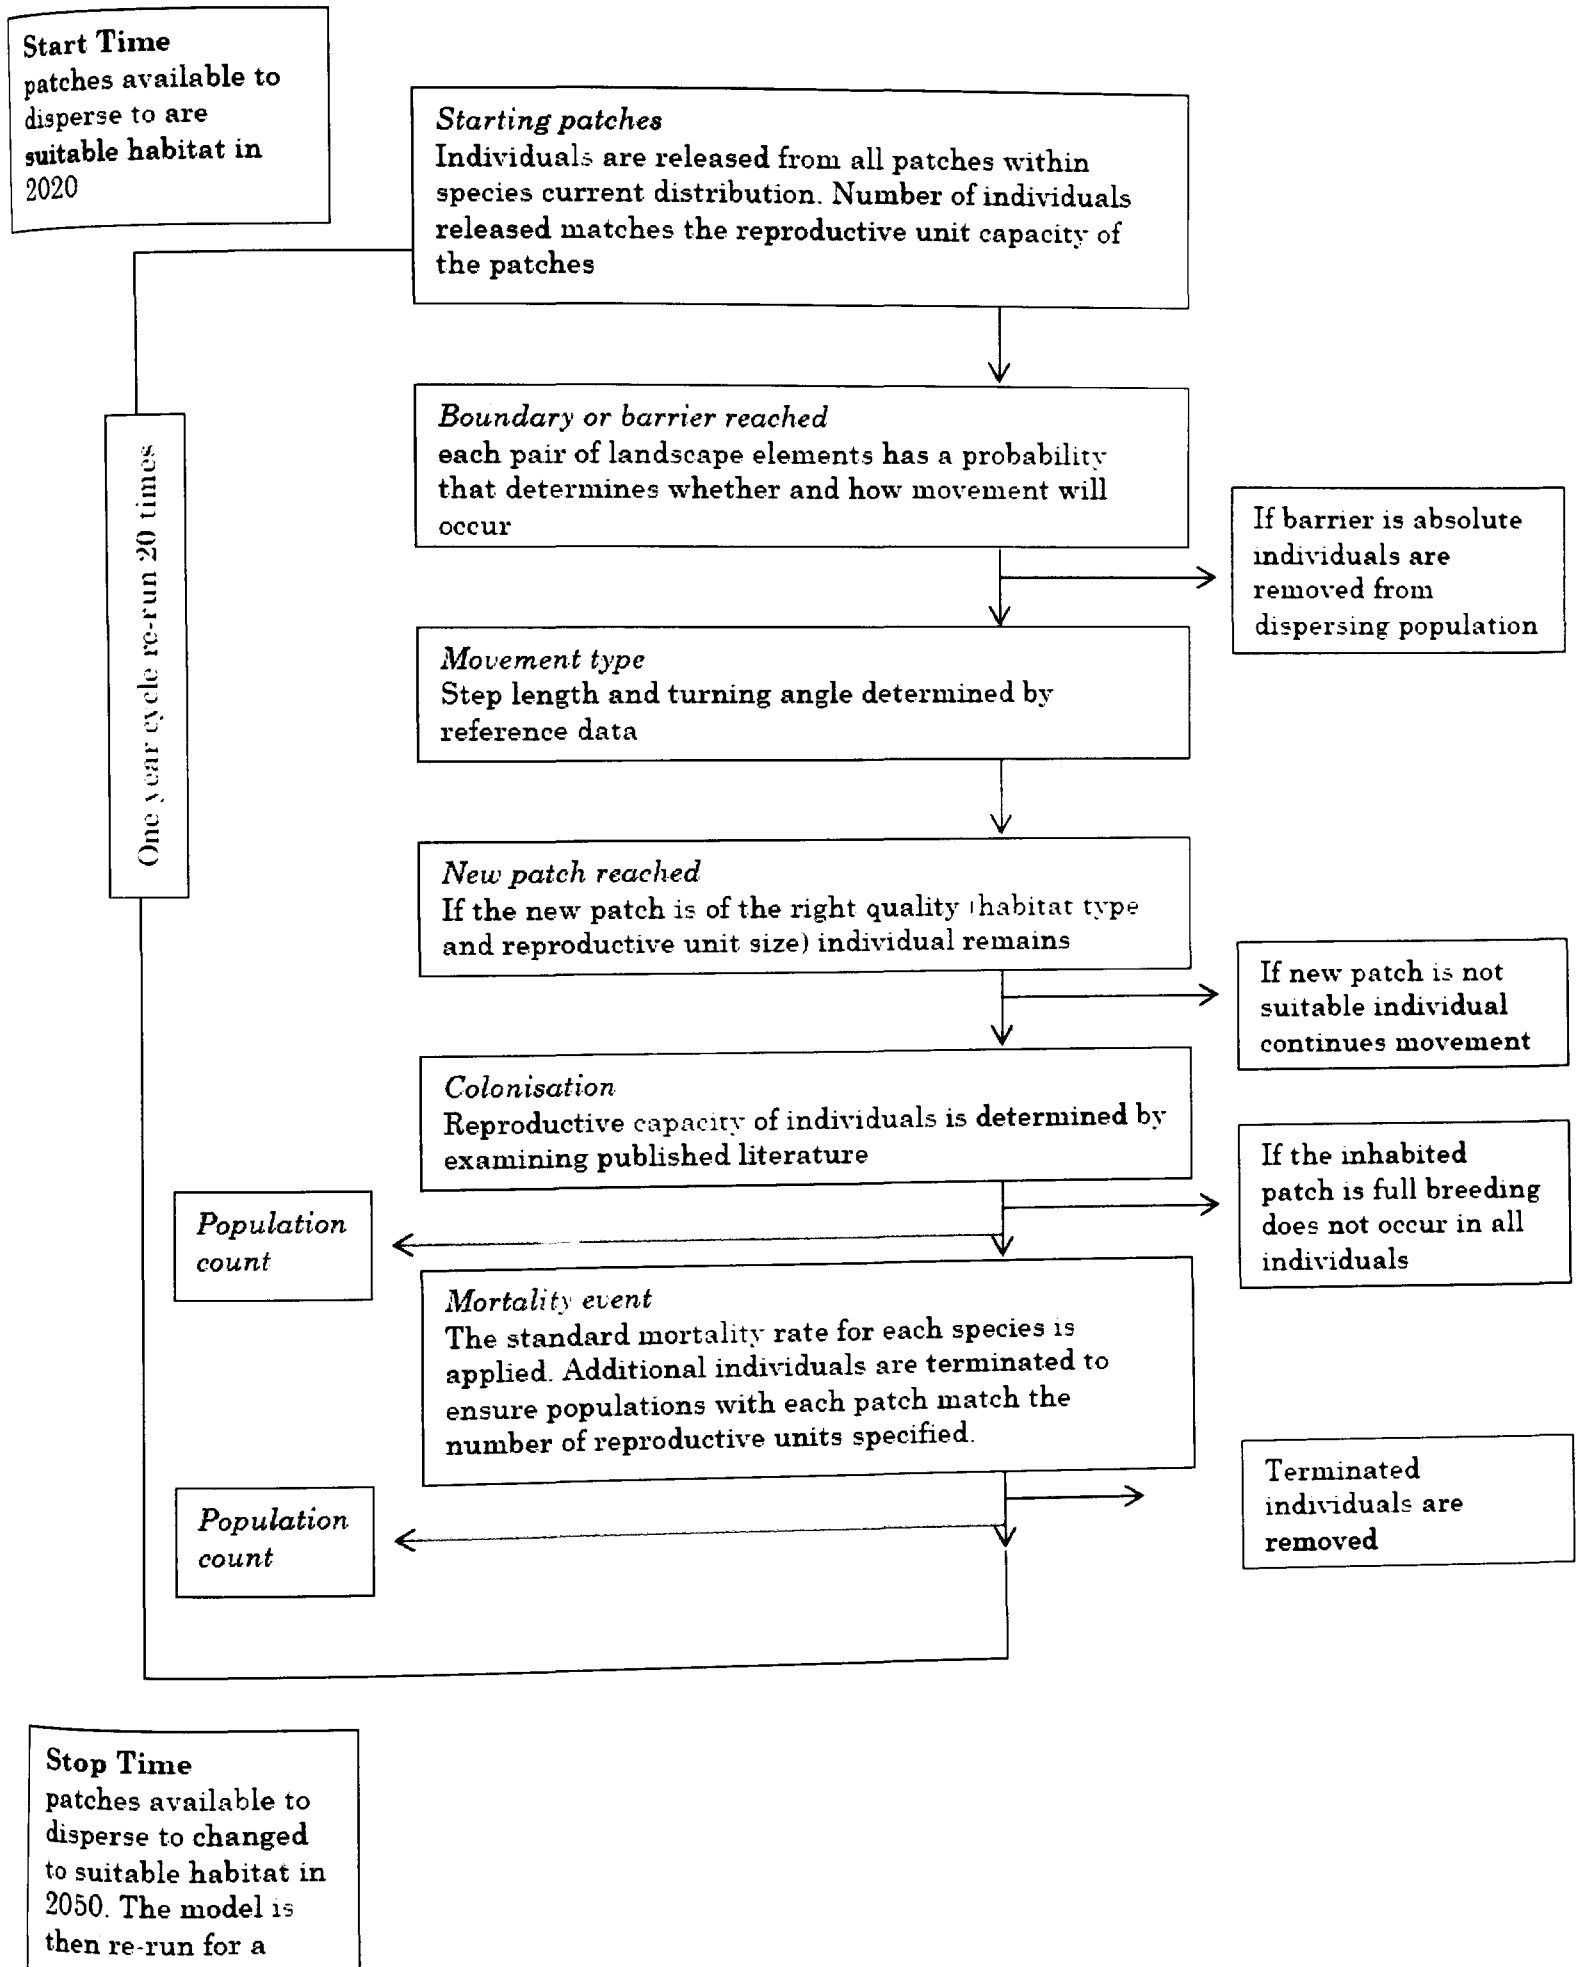 Start Time
patches available to
disperse to are
suitable habitat in
2020
Starting patches
Individuals are released from all patches within
species current distribution. Number of individuals
released matches the reproductive unit capacity of
the patches
One year cycle re-run 20 times
Boundary or barrier reached
each pair of landscape elements has a probability
that determines whether and how movement will
occur
If barrier is absolute
individuals are
removed from
dispersing population
Movement type
Step length and turning angle determined by
reference data
New patch reached
If the new patch is of the right quality (habitat type
and reproductive unit size) individual remains
If new patch is not
suitable individual
continues movement
Colonisation
Reproductive capacity of individuals is determined by
examining published literature
If the inhabited
patch is full breeding
does not occur in all
individuals
Population
count
Mortality event
The standard mortality rate for each species is
applied. Additional individuals are terminated to
ensure populations with each patch match the
number of reproductive units specified.
Terminated
individuals are
removed
Population
count
Stop Time
patches available to
disperse to changed
to suitable habitat in
2050. The model is
then re-run for a